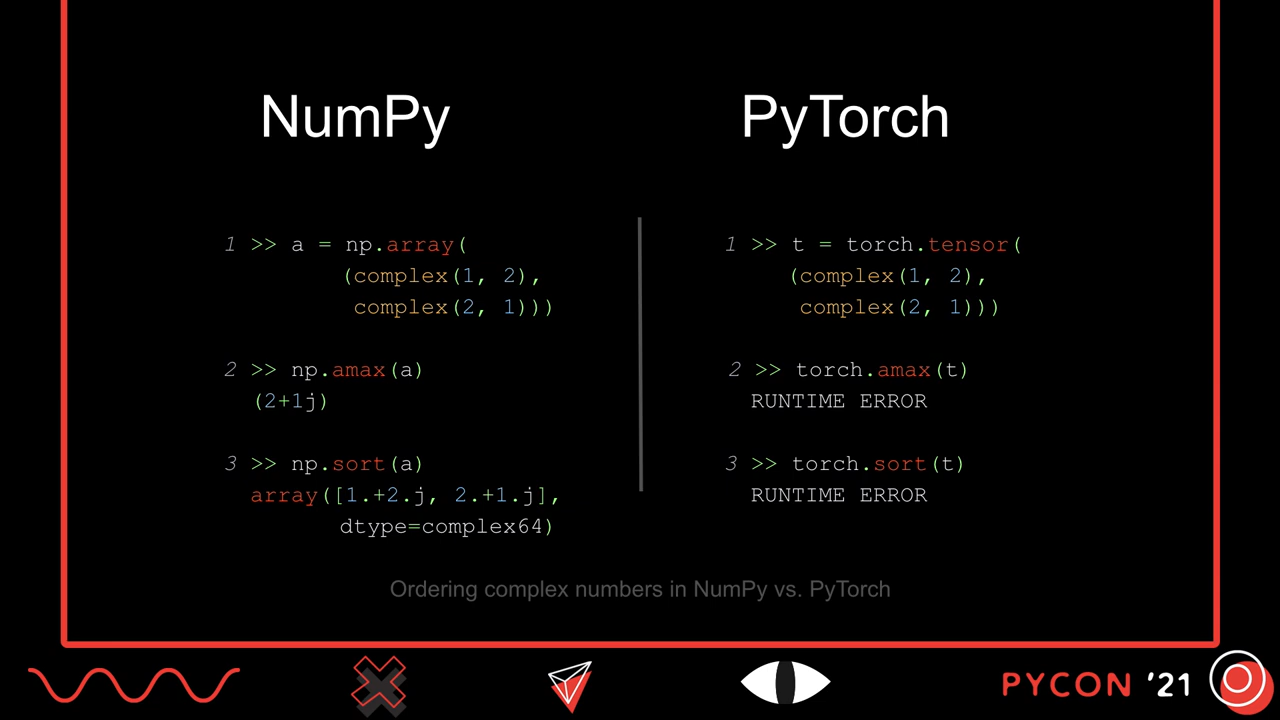 NumPy
1 >> a = np.array(
(complex(1, 2),
complex(2, 1)))
2 >> np.amax(a)
(2+1j)
3 >> np.sort(a)
array([1.+2.j, 2.+1.j],
dtype=complex64)
PyTorch
1 >> t = torch.tensor(
(complex(1, 2),
complex(2, 1)))
2 >> torch.amax(t)
RUNTIME ERROR
3 >> torch.sort(t)
RUNTIME ERROR
Ordering complex numbers in NumPy vs. PyTorch
PYCON '21